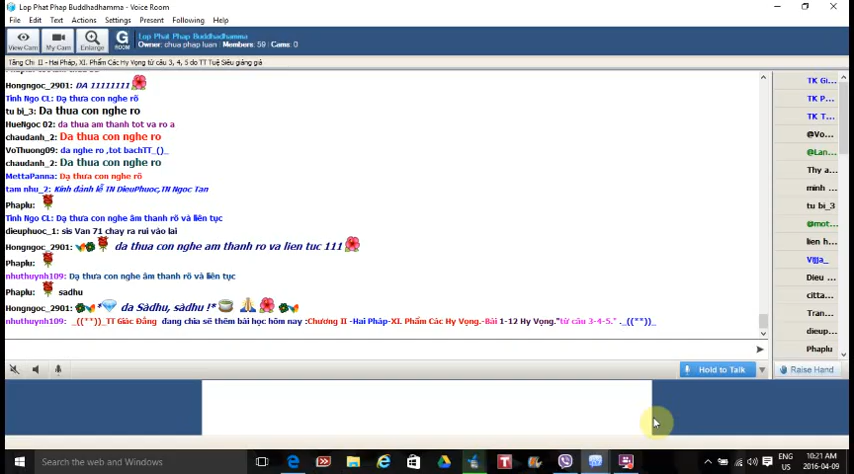 Lop Phat Phap Buddhadhamma - Voice Room
File Edit Text Actions Settings Present Following Help
View Cam My Cam Enlarge G ROOM
Lop Phat Phap Buddhadhamma
Owner: chua phap luan | Members: 59 | Cams: 0
Tăng Chi II - Hai Pháp, XI. Phẩm Các Hy Vọng từ câu 3, 4, 5 do TT Tuệ Siêu giảng giả
Hongngoc_2901: DA 11111111
Tinh Ngo CL: Dạ thưa con nghe rõ
tu bi_3: Da thua con nghe ro
HueNgoc 02: da thua am thanh tot va ro a
chaudanh_2: Da thua con nghe ro
VoThuong09: da nghe ro ,tot bachTT_()_
chaudanh_2: Da thua con nghe ro
MettaPanna: Dạ thưa con nghe rõ
tam nhu_2: Kính đảnh lễ TN DieuPhuoc,TN Ngoc Tan
Phaplu:
Tinh Ngo CL: Dạ thưa con nghe âm thanh rõ và liên tục
dieuphuoc_1: sis Van 71 chay ra rui vào lai
Hongngoc_2901: da thua con nghe am thanh ro va lien tuc 111
Phaplu:
nhuthuynh109: Dạ thưa con nghe âm thanh rõ và liên tục
Phaplu: sadhu
Hongngoc_2901: * da Sàdhu, sàdhu !*
nhuthuynh109: _((**))_TT Giác Đẳng đang chia sẽ thêm bài học hôm nay :Chương II -Hai Pháp-XI. Phẩm Các Hy Vọng.-Bài 1-12 Hy Vọng."từ câu 3-4-5." ._((**))_
TK Gi...
TK P...
TK T...
@Vo...
@Lan...
Thy a...
minh ...
tu bi_3
@mot...
lien h...
Vijja_
Dieu ...
citta...
Tran...
dieup...
Phaplu
Hold to Talk
Raise Hand
Search the web and Windows
ENG 10:21 AM
US 2016-04-09